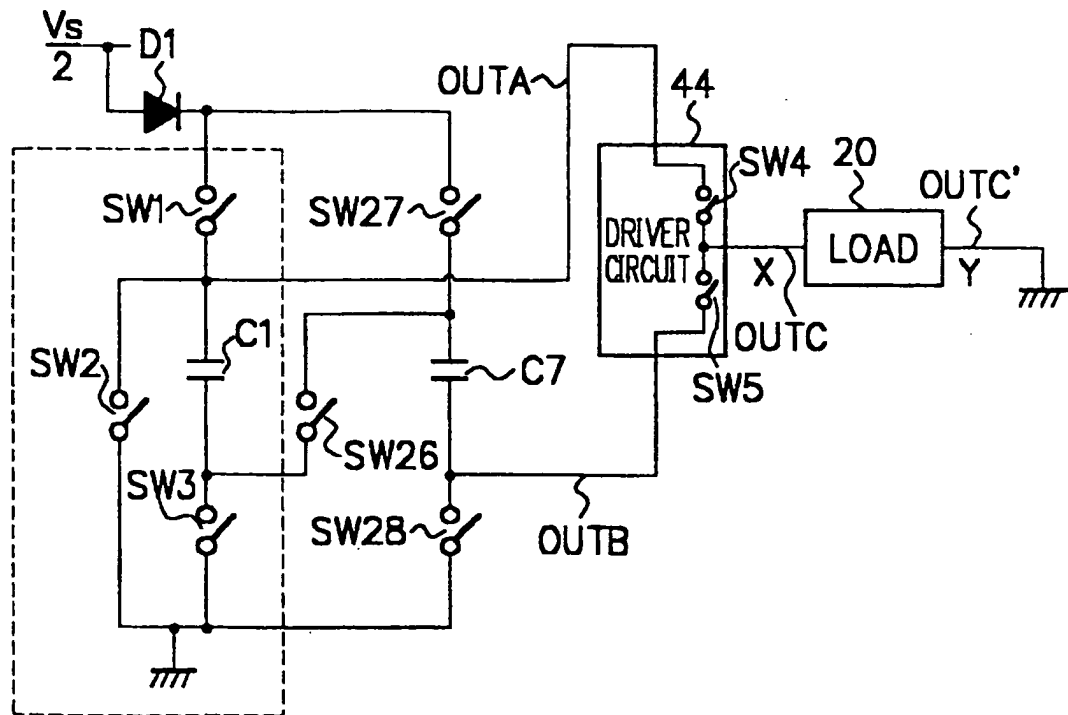 Vs
2
D1
OUTA
44
SW4
20
OUTC'
SW1
SW27
DRIVER
CIRCUIT
LOAD
X
Y
OUTC
C1
SW2
C7
SW5
SW26
SW3
SW28
OUTB